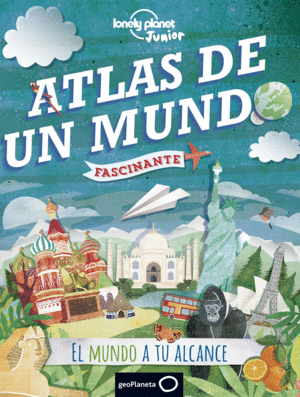 lonely planet
Junior
ATLAS DE
UN MUNDO
FASCINANTE
EL MUNDO A TU ALCANCE
geoPlaneta